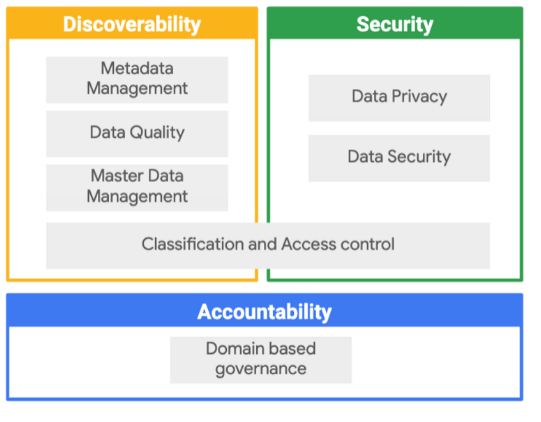 Discoverability
Metadata
Management
Data Quality
Master Data
Management
Security
Data Privacy
Data Security
Classification and Access control
Accountability
Domain based
governance